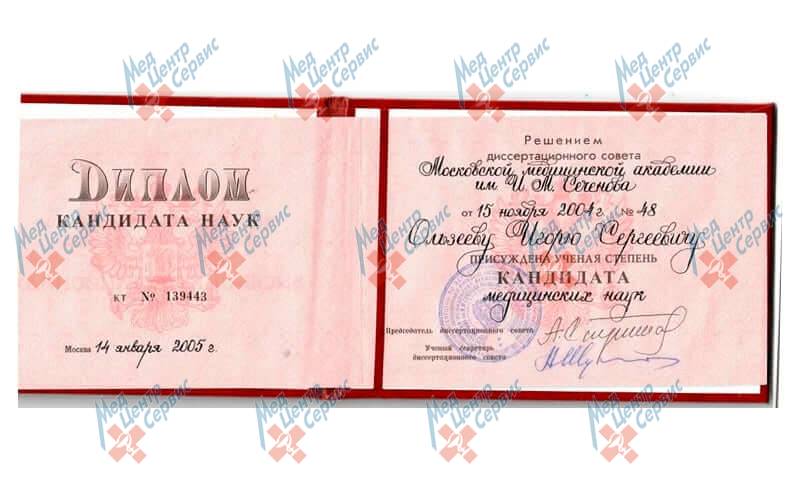 ДИПЛОМ
КАНДИДАТА НАУК
КТ № 139443
Москва 14 января 2005 г.
Решением
диссертационного совета
Московской медицинской академии
им И. М. Сеченова
от 15 ноября 2004 г. № 48
Ользееву Игорю Сергеевичу
ПРИСУЖДЕНА УЧЕНАЯ СТЕПЕНЬ
КАНДИДАТА
медицинских наук
Председатель диссертационного совета
Ученый секретарь
диссертационного совета
Мед Центр Сервис